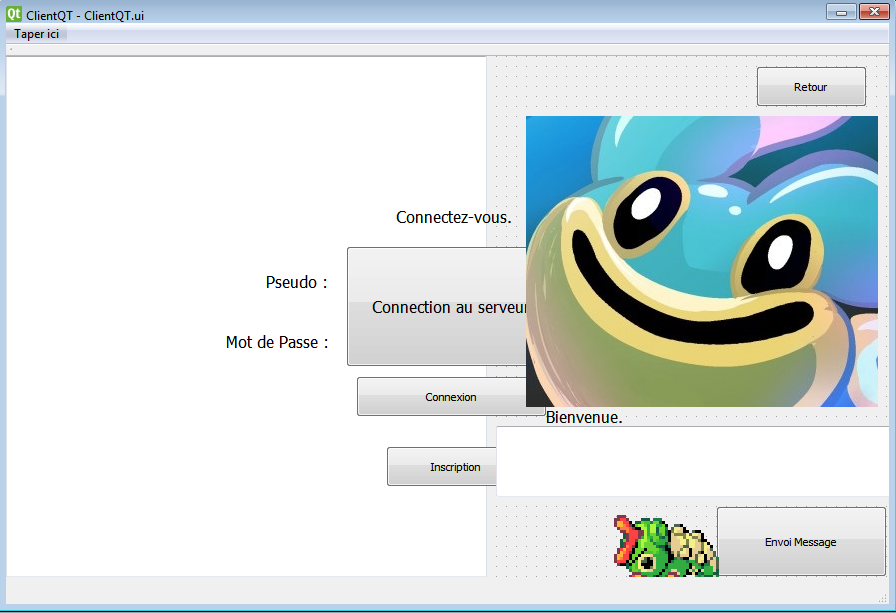 Qt ClientQT - ClientQT.ui
Taper ici
Retour
Connectez-vous.
Pseudo :
Connection au serveur
Mot de Passe :
Connexion
Bienvenue.
Inscription
Envoi Message